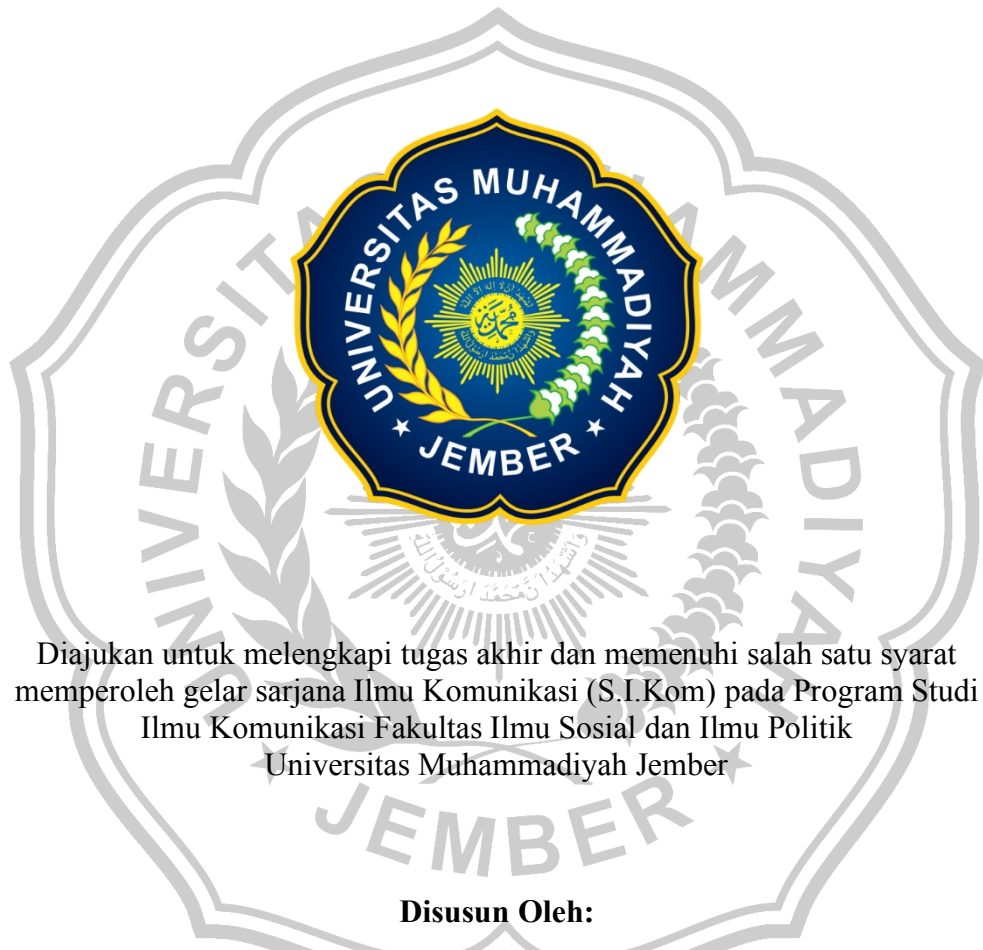 UNIVERSITAS MUHAMMADIYAH
JEMBER
Diajukan untuk melengkapi tugas akhir dan memenuhi salah satu syarat
memperoleh gelar sarjana Ilmu Komunikasi (S.I.Kom) pada Program Studi
Ilmu Komunikasi Fakultas Ilmu Sosial dan Ilmu Politik
Universitas Muhammadiyah Jember
JEMBER
Disusun Oleh: